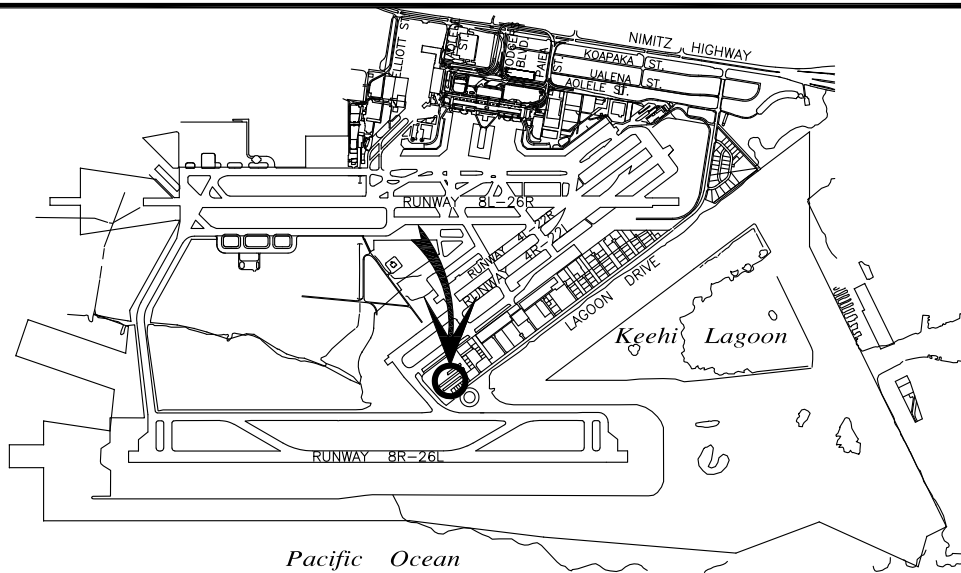 NIMITZ HIGHWAY
ELLIOTT S
AOLELE
ST
BLVD.
PAIEA
ST
KOAPAKA ST.
UALENA ST.
AOLELE ST.
RUNWAY 8L-26R
RUNWAY 4L 22R
RUNWAY 4R 22L
LAGOON DRIVE
Keehi Lagoon
RUNWAY 8R-26L
Pacific Ocean